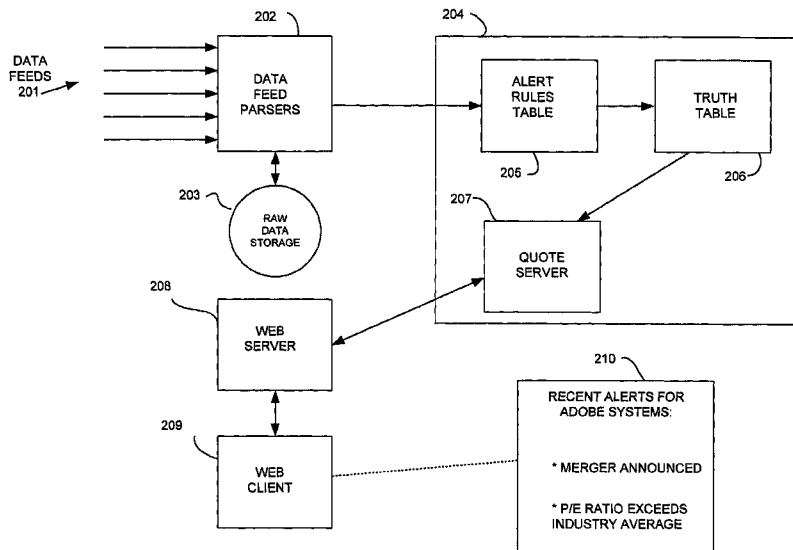 202
DATA
FEEDS
201
DATA
FEED
PARSERS
204
ALERT
RULES
TABLE
205
TRUTH
TABLE
206
203
RAW
DATA
STORAGE
207
QUOTE
SERVER
208
WEB
SERVER
209
WEB
CLIENT
210
RECENT ALERTS FOR
ADOBE SYSTEMS:
* MERGER ANNOUNCED
* P/E RATIO EXCEEDS
INDUSTRY AVERAGE